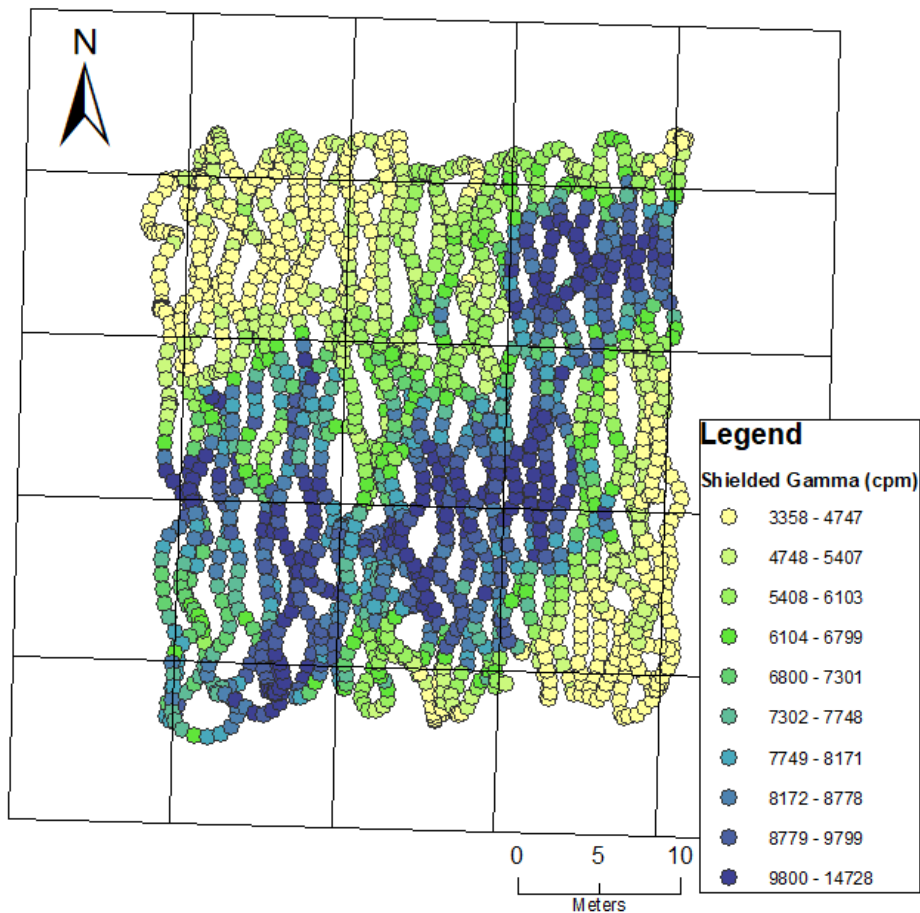 N
Legend
Shielded Gamma (cpm)
3358 - 4747
4748 - 5407
5408 - 6103
6104 - 6799
6800 - 7301
7302 - 7748
7749 - 8171
8172 - 8778
8779 - 9799
9800 - 14728
0 5 10
Meters